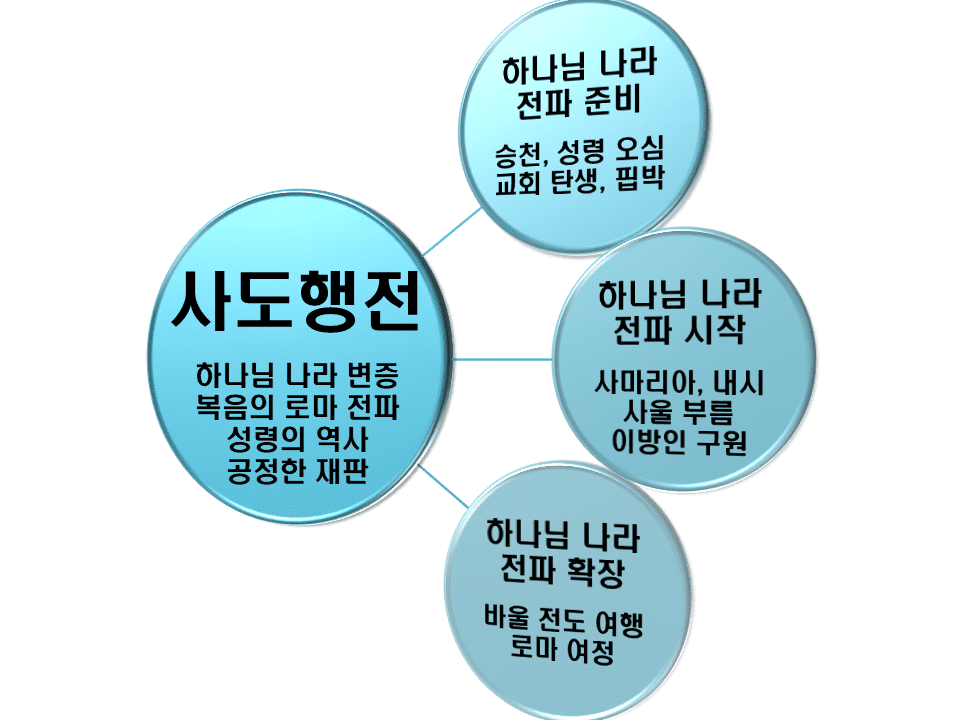 사도행전
하나님 나라 변증
복음의 로마 전파
성령의 역사
공정한 재판
하나님 나라
전파 준비
승천, 성령 오심
교회 탄생, 핍박
하나님 나라
전파 시작
사마리아, 내시
사울 부름
이방인 구원
하나님 나라
전파 확장
바울 전도 여행
로마 여정